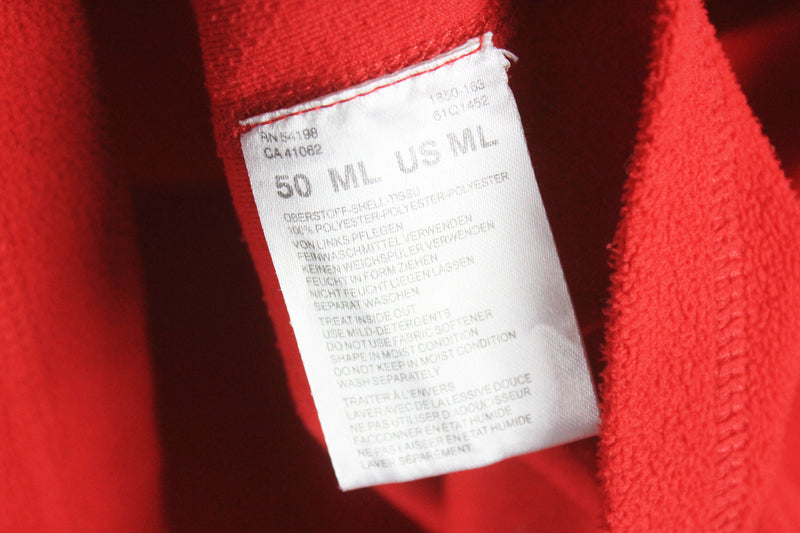 RN 54198 1850-163
CA 41062 61Q1452
50 ML US ML
OBERSTOFF-SHELL-TISSU
100% POLYESTER-POLYESTER-POLYESTER
VON LINKS PFLEGEN
FEINWASCHMITTEL VERWENDEN
KEINEN WEICHSPÜLER VERWENDEN
FEUCHT IN FORM ZIEHEN
NICHT FEUCHT LIEGEN LASSEN
SEPARAT WASCHEN
TREAT INSIDE OUT
USE MILD-DETERGENTS
DO NOT USE FABRIC SOFTENER
SHAPE IN MOIST CONDITION
DO NOT KEEP IN MOIST CONDITION
WASH SEPARATELY
TRAITER À L'ENVERS
LAVER AVEC DE LA LESSIVE DOUCE
NE PAS UTILISER D'ADOUCISSEUR
FACCONNER EN ÉTAT HUMIDE
NE PAS LAISSER EN ÉTAT HUMIDE
LAVER SÉPARÉMENT